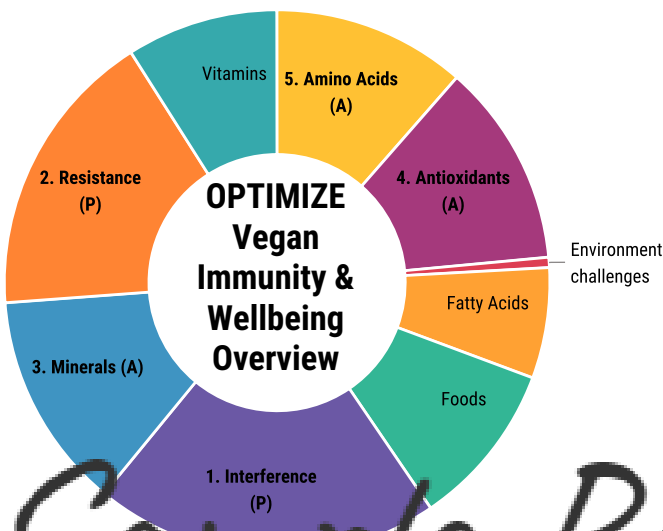 Vitamins
5. Amino Acids
(A)
4. Antioxidants
(A)
Environment
challenges
Fatty Acids
Foods
1. Interference
(P)
3. Minerals (A)
2. Resistance
(P)
OPTIMIZE
Vegan
Immunity &
Wellbeing
Overview